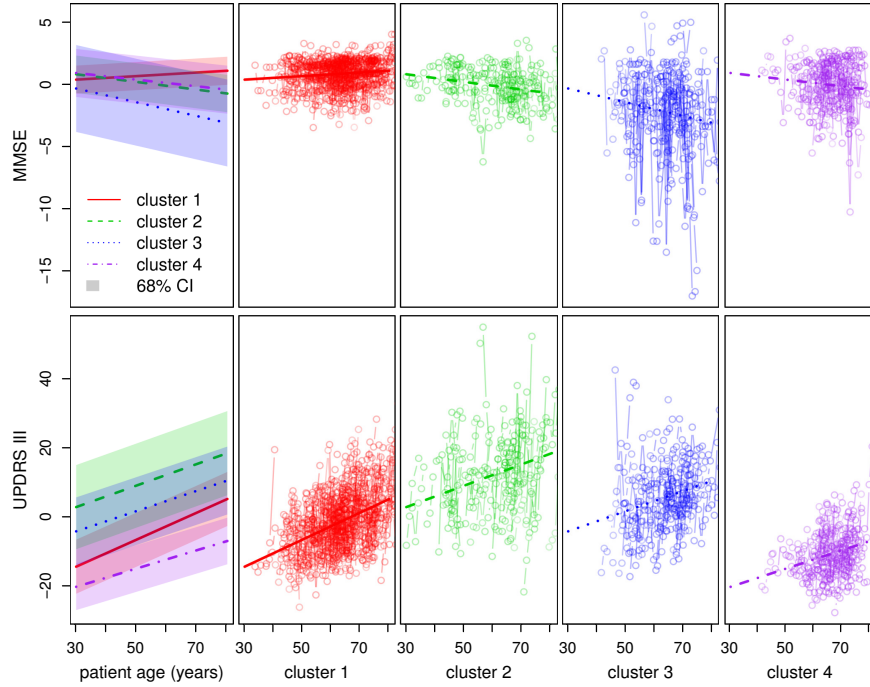 5
0
−5
−10
−15
MMSE
cluster 1
cluster 2
cluster 3
cluster 4
68% CI
40
20
0
−20
UPDRS III
30 50 70 30 50 70 30 50 70 30 50 70 30 50 70
patient age (years) cluster 1 cluster 2 cluster 3 cluster 4